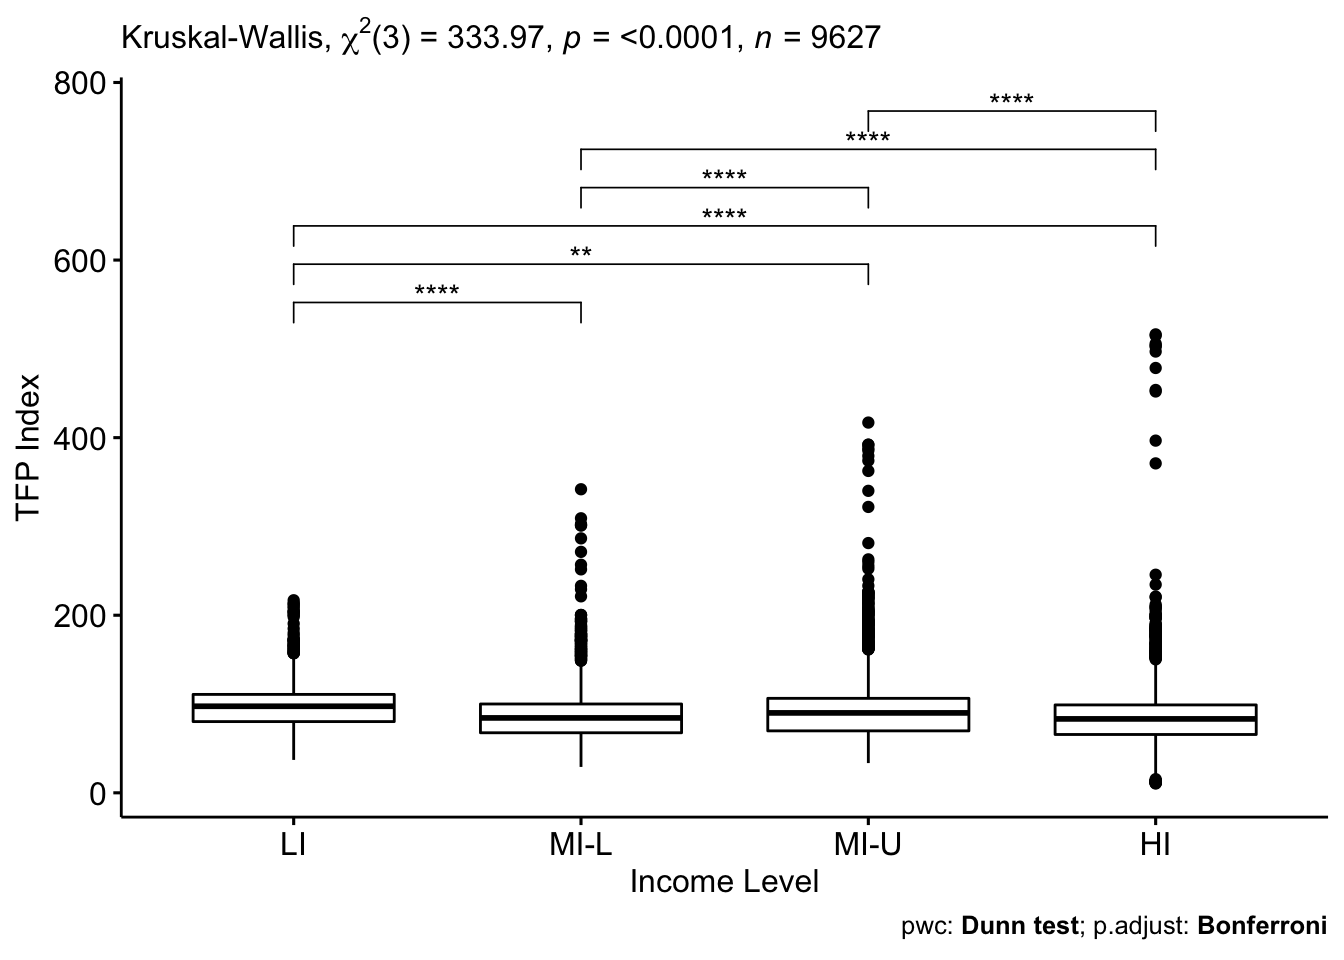 Kruskal-Wallis, χ²(3) = 333.97, p = <0.0001, n = 9627
800
600
400
200
0
TFP Index
****
****
****
****
**
****
LI MI-L MI-U HI
Income Level
pwc: Dunn test; p.adjust: Bonferroni